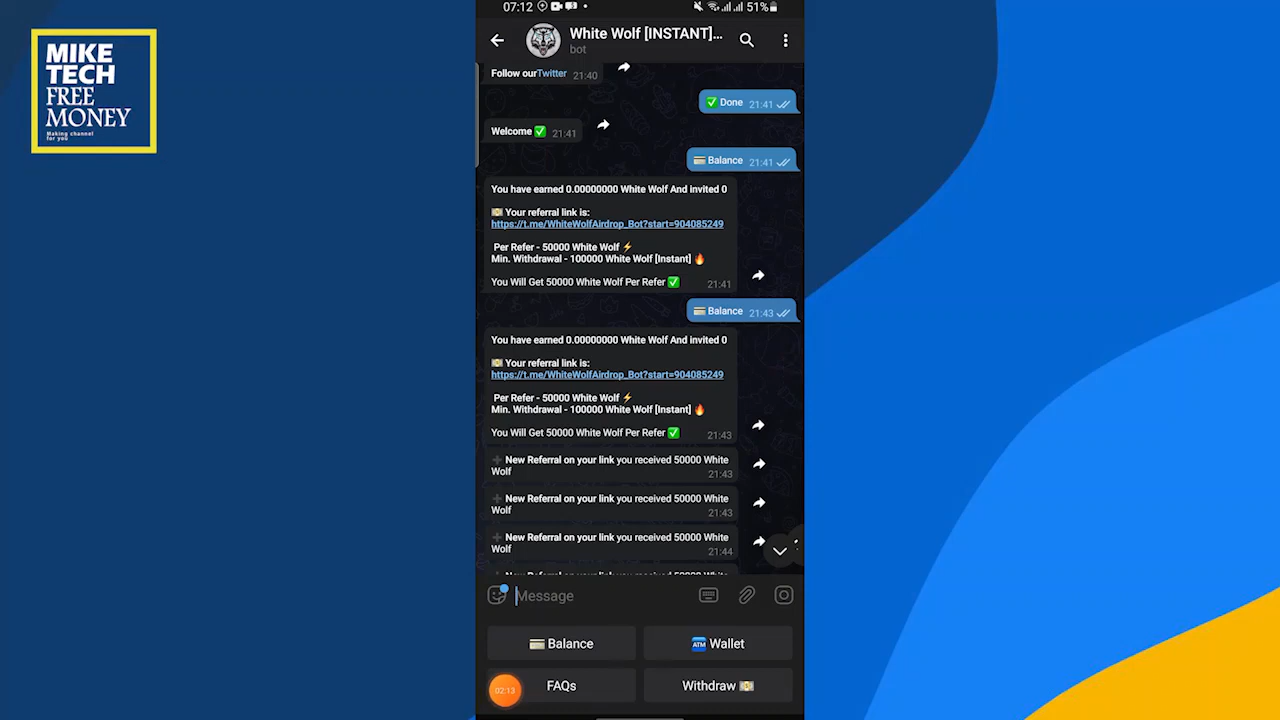 MIKE
TECH
FREE
MONEY
Making channel
for you
07:12
51%
White Wolf [INSTANT]...
bot
Follow ourTwitter 21:40
✅ Done 21:41
Welcome ✅ 21:41
💳 Balance 21:41
You have earned 0.00000000 White Wolf And invited 0
💴 Your referral link is:
https://t.me/WhiteWolfAirdrop_Bot?start=904085249
Per Refer - 50000 White Wolf ⚡
Min. Withdrawal - 100000 White Wolf [Instant] 🔥
You Will Get 50000 White Wolf Per Refer ✅ 21:41
💳 Balance 21:43
You have earned 0.00000000 White Wolf And invited 0
💴 Your referral link is:
https://t.me/WhiteWolfAirdrop_Bot?start=904085249
Per Refer - 50000 White Wolf ⚡
Min. Withdrawal - 100000 White Wolf [Instant] 🔥
You Will Get 50000 White Wolf Per Refer ✅ 21:43
➕ New Referral on your link you received 50000 White
Wolf 21:43
➕ New Referral on your link you received 50000 White
Wolf 21:43
➕ New Referral on your link you received 50000 White
Wolf 21:44
Message
💳 Balance
🏧 Wallet
02:13
FAQs
Withdraw 💴